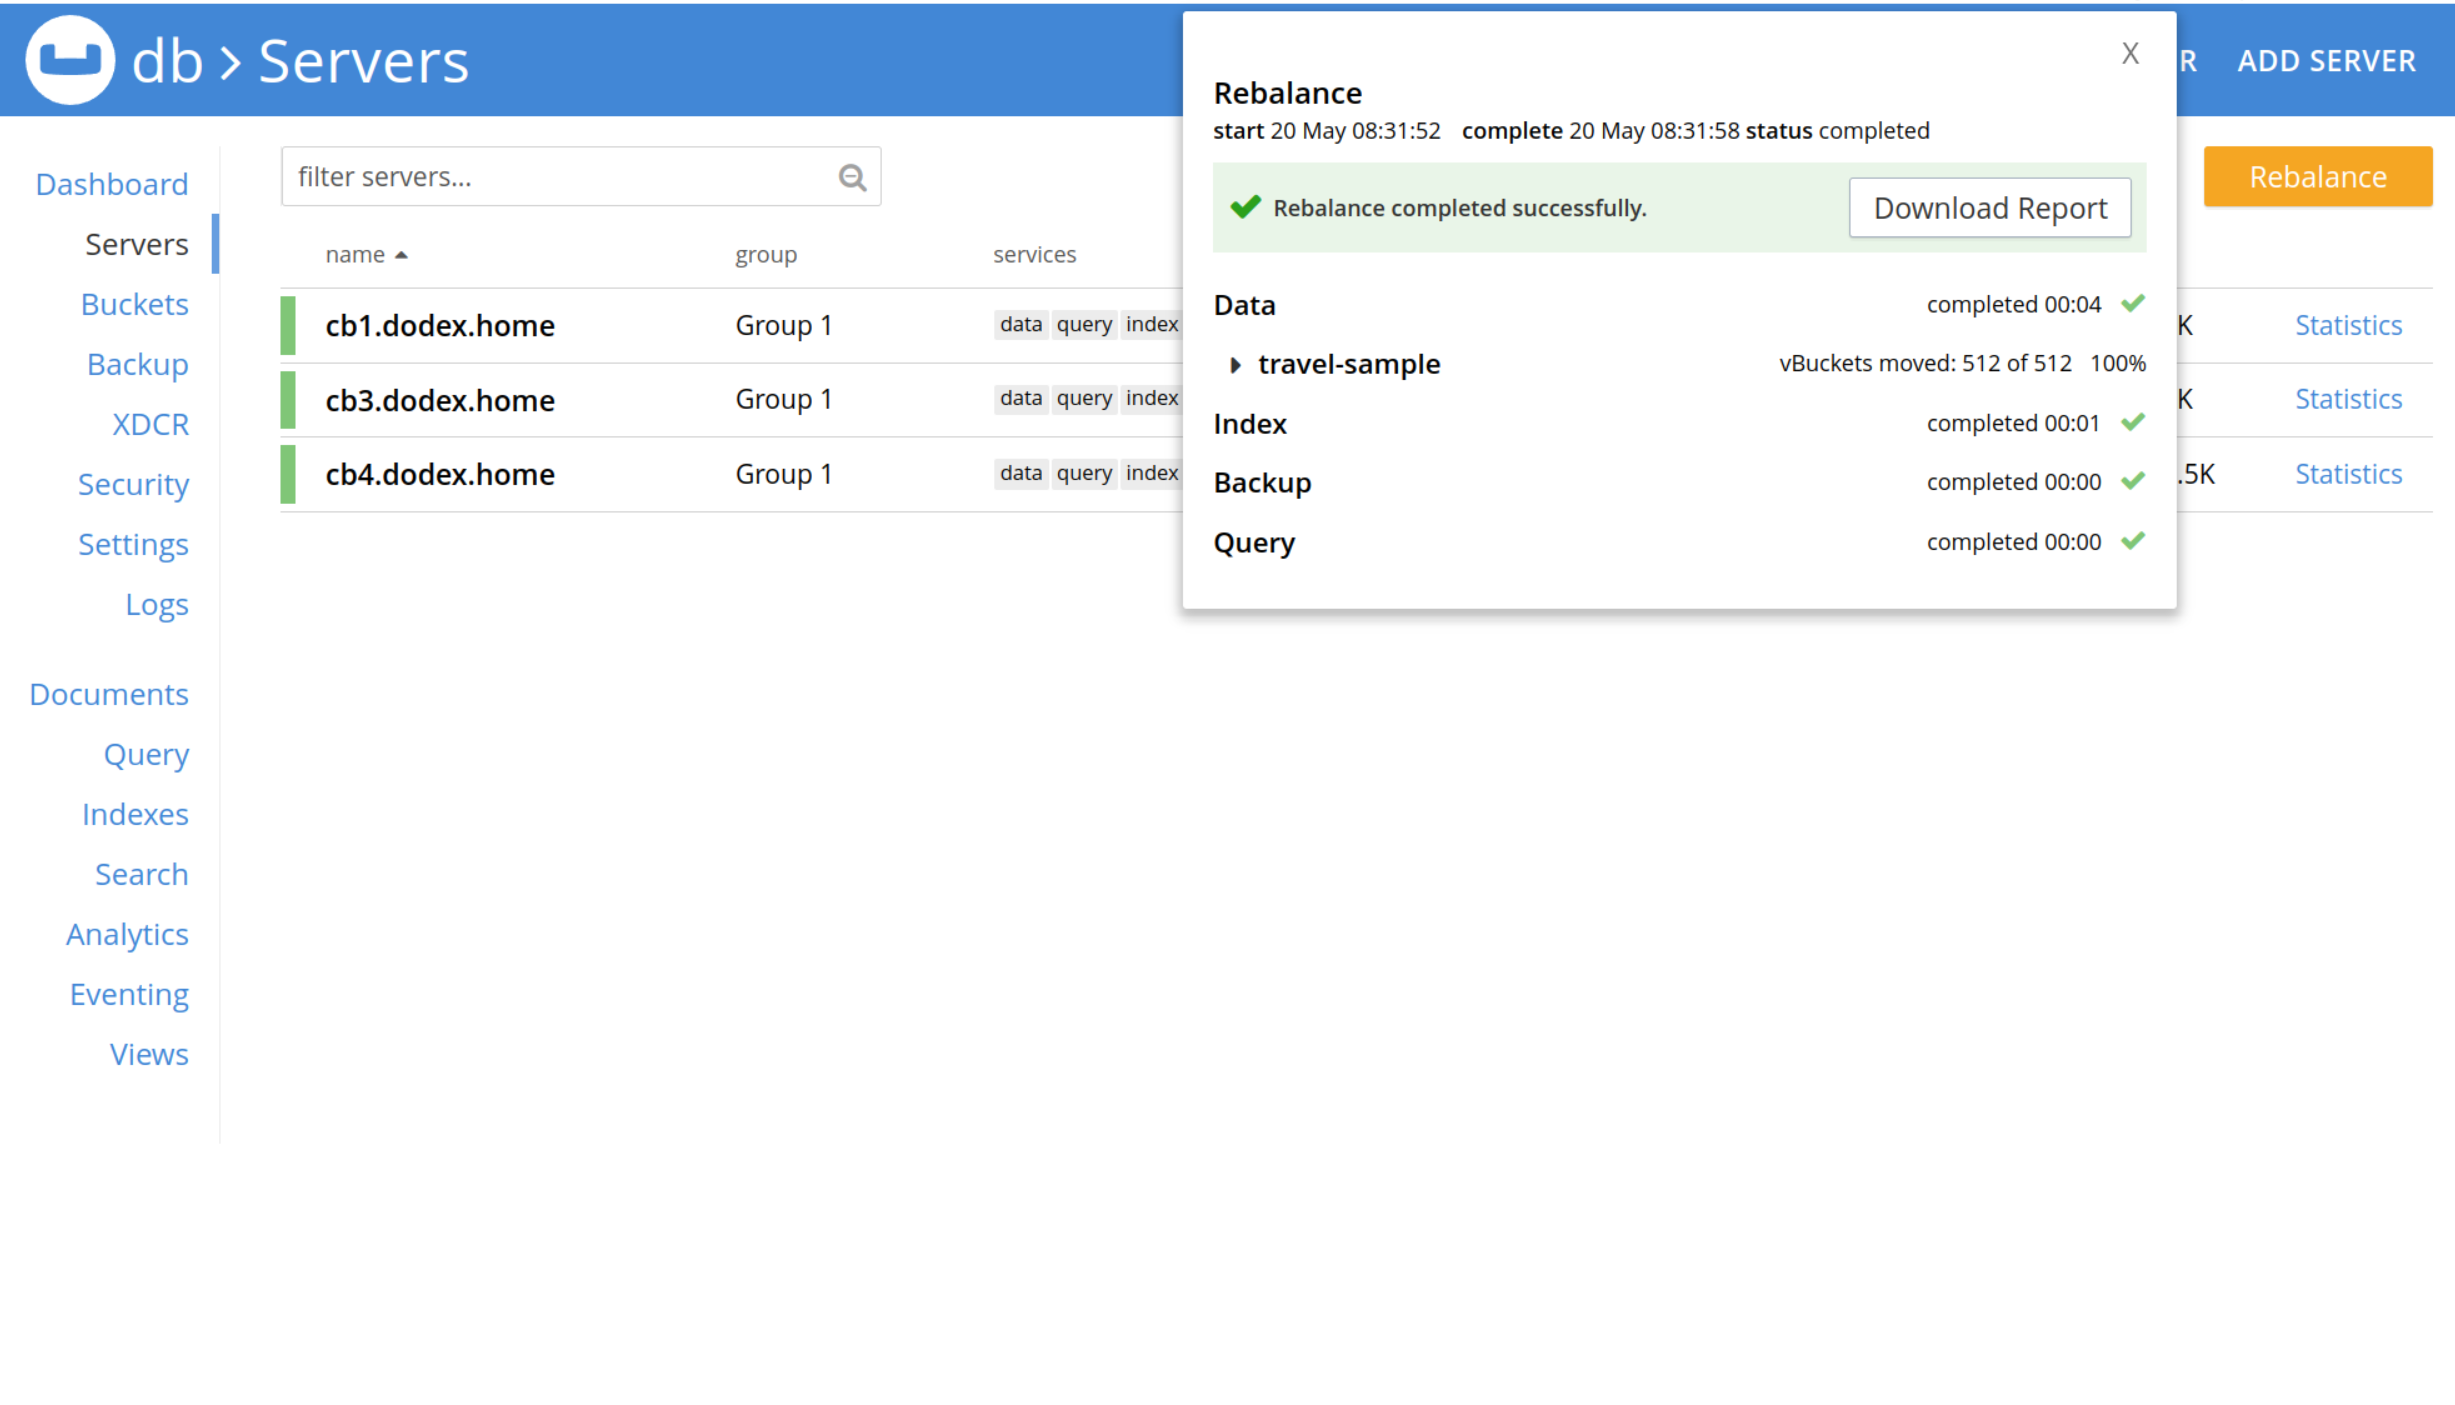 db > Servers
R ADD SERVER
X
Rebalance
start 20 May 08:31:52 complete 20 May 08:31:58 status completed
Rebalance completed successfully.
Download Report
Data completed 00:04
travel-sample vBuckets moved: 512 of 512 100%
Index completed 00:01
Backup completed 00:00
Query completed 00:00
Rebalance
filter servers...
name group services
cb1.dodex.home Group 1 data query index K Statistics
cb3.dodex.home Group 1 data query index K Statistics
cb4.dodex.home Group 1 data query index .5K Statistics
Dashboard
Servers
Buckets
Backup
XDCR
Security
Settings
Logs
Documents
Query
Indexes
Search
Analytics
Eventing
Views